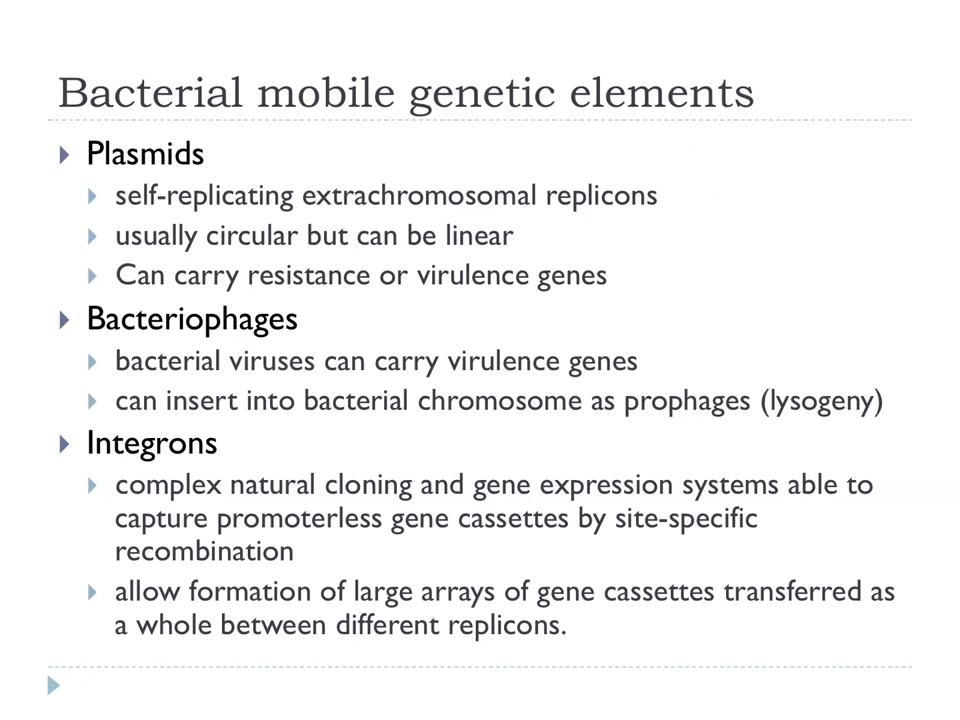 Bacterial mobile genetic elements
Plasmids
self-replicating extrachromosomal replicons
usually circular but can be linear
Can carry resistance or virulence genes
Bacteriophages
bacterial viruses can carry virulence genes
can insert into bacterial chromosome as prophages (lysogeny)
Integrons
complex natural cloning and gene expression systems able to
capture promoterless gene cassettes by site-specific
recombination
allow formation of large arrays of gene cassettes transferred as
a whole between different replicons.